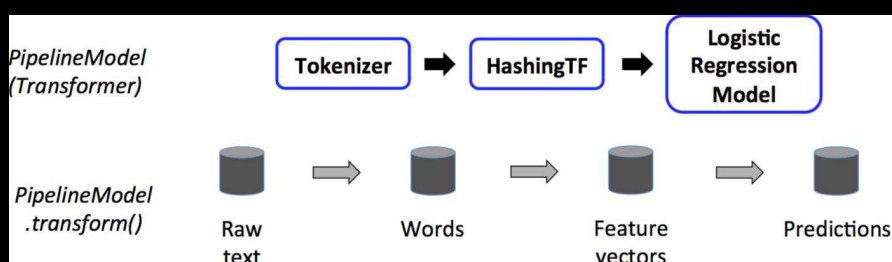 PipelineModel
(Transformer)
Tokenizer
HashingTF
Logistic
Regression
Model
PipelineModel
.transform()
Raw
text
Words
Feature
vectors
Predictions